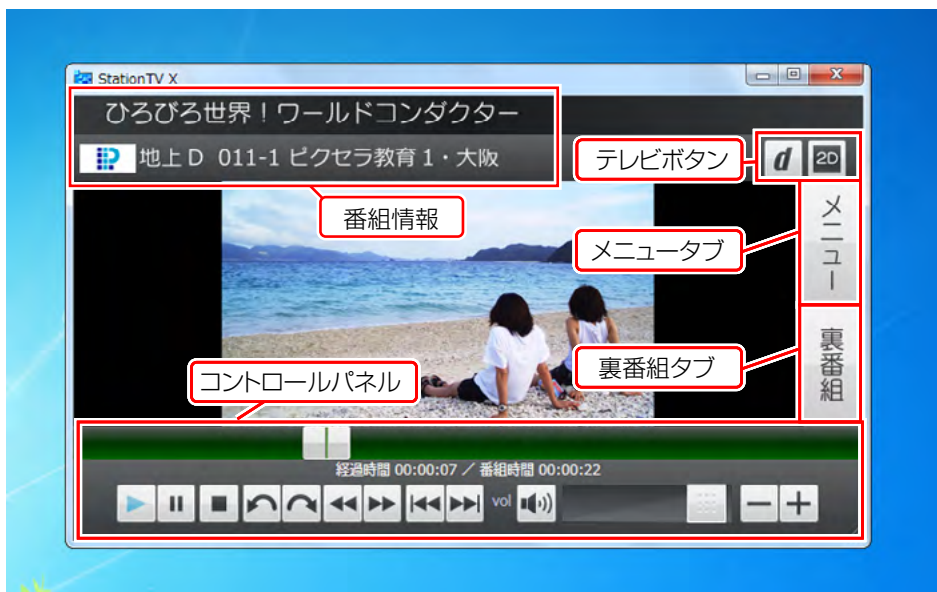 StationTV X
ひろびろ世界！ワールドコンダクター
地上 D 011-1 ピクセラ教育 1・大阪
テレビボタン
d
2D
番組情報
メニュータブ
メニュー
裏番組タブ
裏番組
コントロールパネル
経過時間 00:00:07 ／ 番組時間 00:00:22
vol